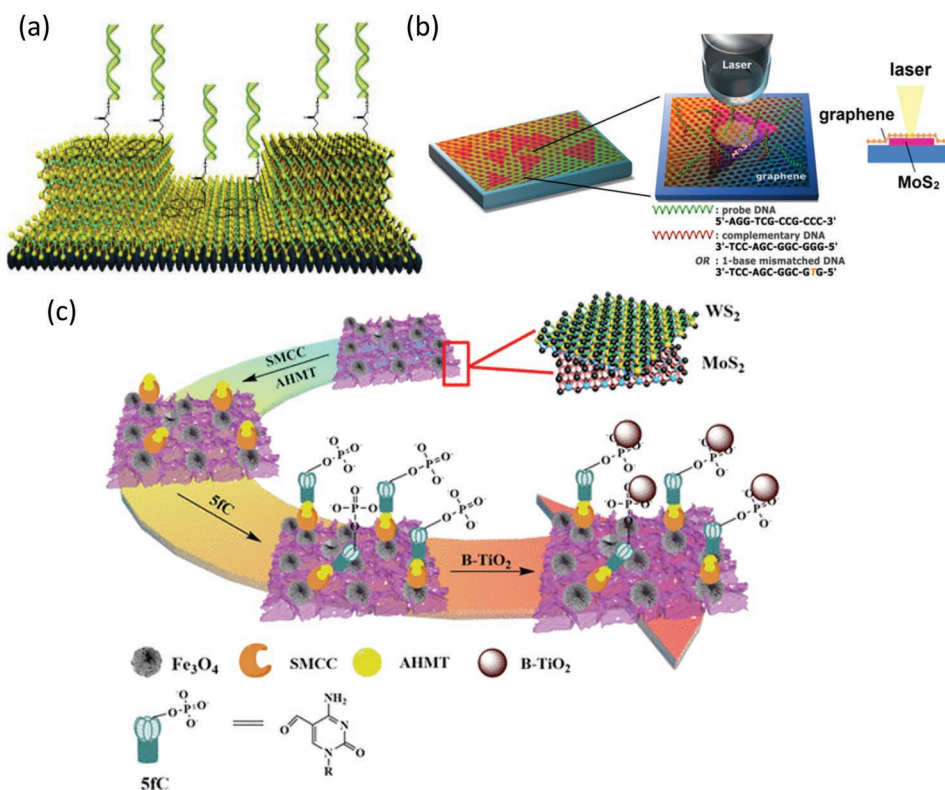 (a)
(b)
Laser
laser
graphene
MoS₂
MoS₂
graphene
: probe DNA
5'-AGG-TCG-CCG-CCC-3'
: complementary DNA
3'-TCC-AGC-GGC-GGG-5'
OR : 1-base mismatched DNA
3'-TCC-AGC-GGC-GTG-5'
(c)
SMCC
AHMT
WS₂
MoS₂
5fC
B-TiO₂
Fe₃O₄
SMCC
AHMT
B-TiO₂
NH₂
N
O
N
O
R
5fC